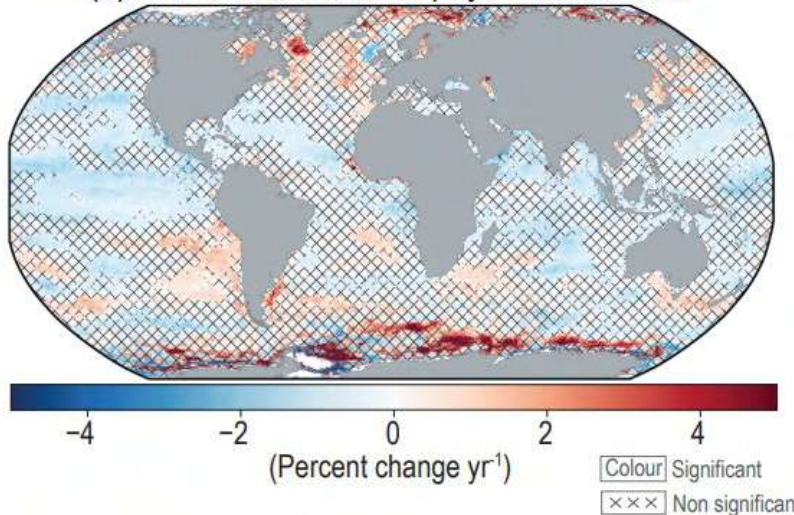 −4 −2 0 2 4
(Percent change yr⁻¹)
Colour Significant
××× Non significan